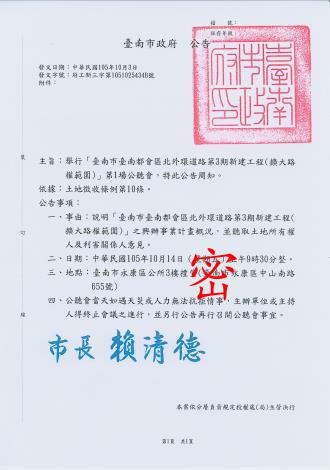 檔　號：
保存年限：
臺南市政府　公告
臺南市政府印
發文日期：中華民國105年10月3日
發文字號：府工新三字第1051025434B號
附件：
主旨：舉行「臺南市臺南都會區北外環道路第3期新建工程(擴大路
權範圍)」第1場公聽會，特此公告周知。
依據：土地徵收條例第10條。
公告事項：
一、事由：說明「臺南市臺南都會區北外環道路第3期新建工程(
擴大路權範圍)」之興辦事業計畫概況，並聽取土地所有權
人及利害關係人意見。
二、日期：中華民國105年10月14日(星期五)上午9時30分整。
三、地點：臺南市永康區公所3樓禮堂(臺南市永康區中山南路
655號)
密
四、公聽會當天如遇天災或人力無法抗拒情事，主辦單位或主持
人得終止會議之進行，並另行公告再行召開公聽會事宜。
市長 賴清德
本案依分層負責規定授權處(局)主管決行
第1頁　共1頁
裝
訂
線